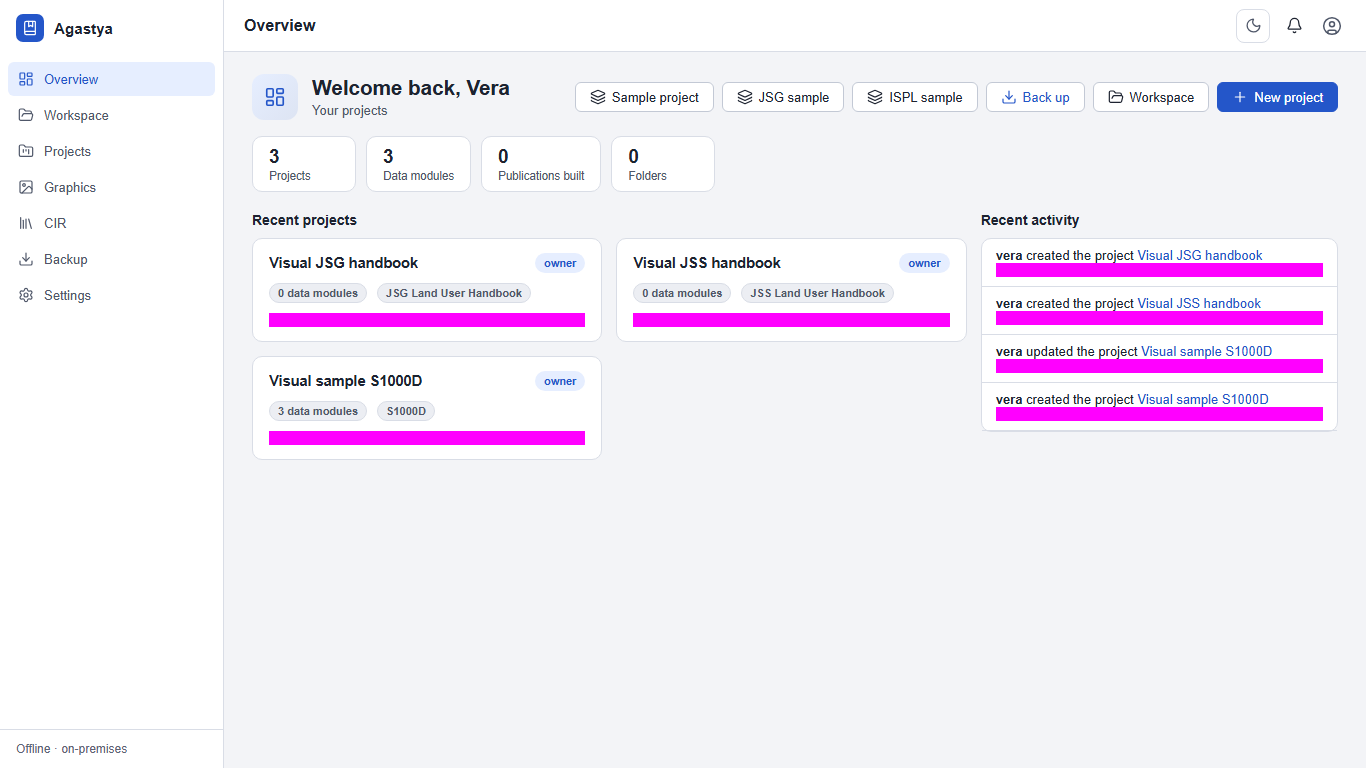 Agastya
Overview
Workspace
Projects
Graphics
CIR
Backup
Settings
Offline · on-premises
Overview
Welcome back, Vera
Your projects
Sample project
JSG sample
ISPL sample
Back up
Workspace
New project
3
Projects
3
Data modules
0
Publications built
0
Folders
Recent projects
Visual JSG handbook
owner
0 data modules
JSG Land User Handbook
Visual JSS handbook
owner
0 data modules
JSS Land User Handbook
Visual sample S1000D
owner
3 data modules
S1000D
Recent activity
vera created the project Visual JSG handbook
vera created the project Visual JSS handbook
vera updated the project Visual sample S1000D
vera created the project Visual sample S1000D